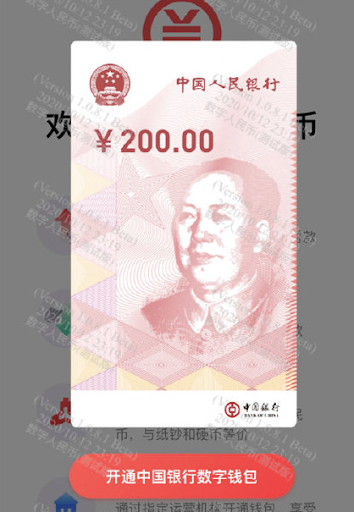 欢
币
中国人民银行
¥ 200.00
款
款
中国银行
BANK OF CHINA
民
币，与纸钞和硬币等价
开通中国银行数字钱包
通过指定运营机构开通钱包，享受
(Version 1.0.8.1 Beta)
2020/10/12 23:19
数字人民币(测试版)